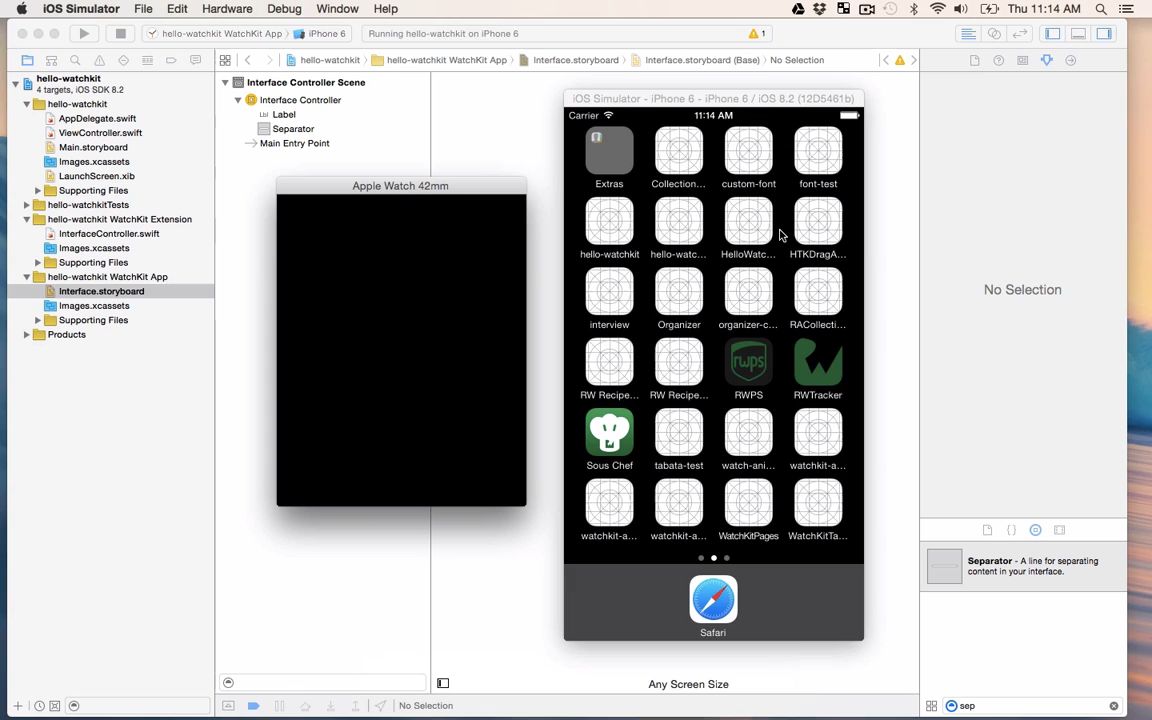 iOS Simulator File Edit Hardware Debug Window Help Thu 11:14 AM
hello-watchkit WatchKit App iPhone 6 Running hello-watchkit on iPhone 6 1
hello-watchkit hello-watchkit WatchKit App Interface.storyboard Interface.storyboard (Base) No Selection
hello-watchkit
4 targets, iOS SDK 8.2
hello-watchkit
AppDelegate.swift
ViewController.swift
Main.storyboard
Images.xcassets
LaunchScreen.xib
Supporting Files
hello-watchkitTests
hello-watchkit WatchKit Extension
InterfaceController.swift
Images.xcassets
Supporting Files
hello-watchkit WatchKit App
Interface.storyboard
Images.xcassets
Supporting Files
Products
Interface Controller Scene
Interface Controller
Lbl Label
Separator
Main Entry Point
Apple Watch 42mm
iOS Simulator - iPhone 6 - iPhone 6 / iOS 8.2 (12D5461b)
Carrier 11:14 AM
Extras Collection... custom-font font-test
hello-watchkit hello-watc... HelloWatc... HTKDragA...
interview Organizer organizer-c... RACollecti...
rwps
RW Recipe... RW Recipe... RWPS RWTracker
Sous Chef tabata-test watch-ani... watchkit-a...
watchkit-a... watchkit-a... WatchKitPages WatchKitTa...
Safari
Any Screen Size
No Selection
No Selection
Separator - A line for separating
content in your interface.
sep